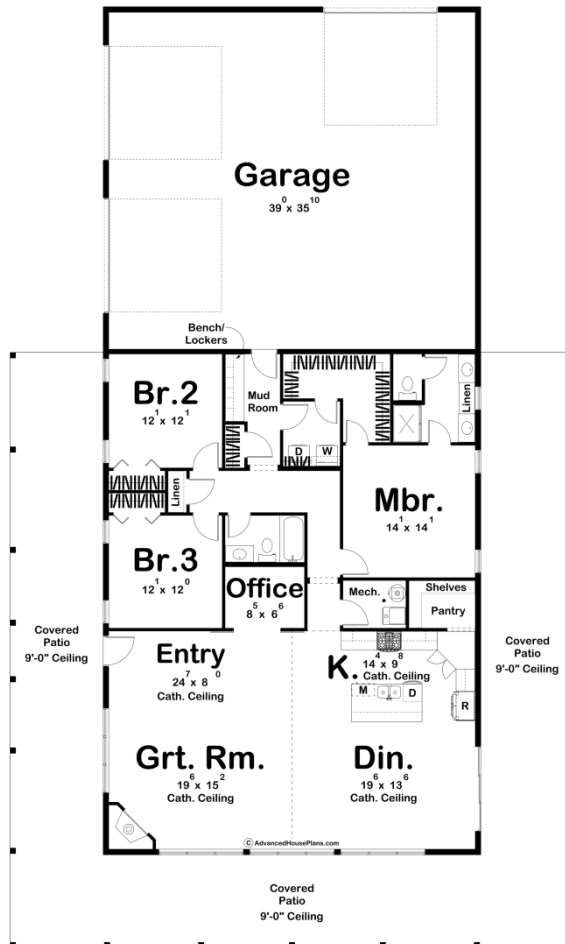 Garage
39⁰ x 35¹⁰
Bench/
Lockers
Br.2
12¹ x 12¹
Mud
Room
Linen
D
W
Linen
Mbr.
14¹ x 14¹
Br.3
12¹ x 12⁰
Office
8⁵ x 6⁶
Mech.
Shelves
Pantry
Covered
Patio
9'-0" Ceiling
Entry
24⁷ x 8⁰
Cath. Ceiling
K.
14⁴ x 9⁸
Cath. Ceiling
M
D
R
Covered
Patio
9'-0" Ceiling
Grt. Rm.
19⁶ x 15²
Cath. Ceiling
Din.
19⁶ x 13⁶
Cath. Ceiling
© AdvancedHousePlans.com
Covered
Patio
9'-0" Ceiling